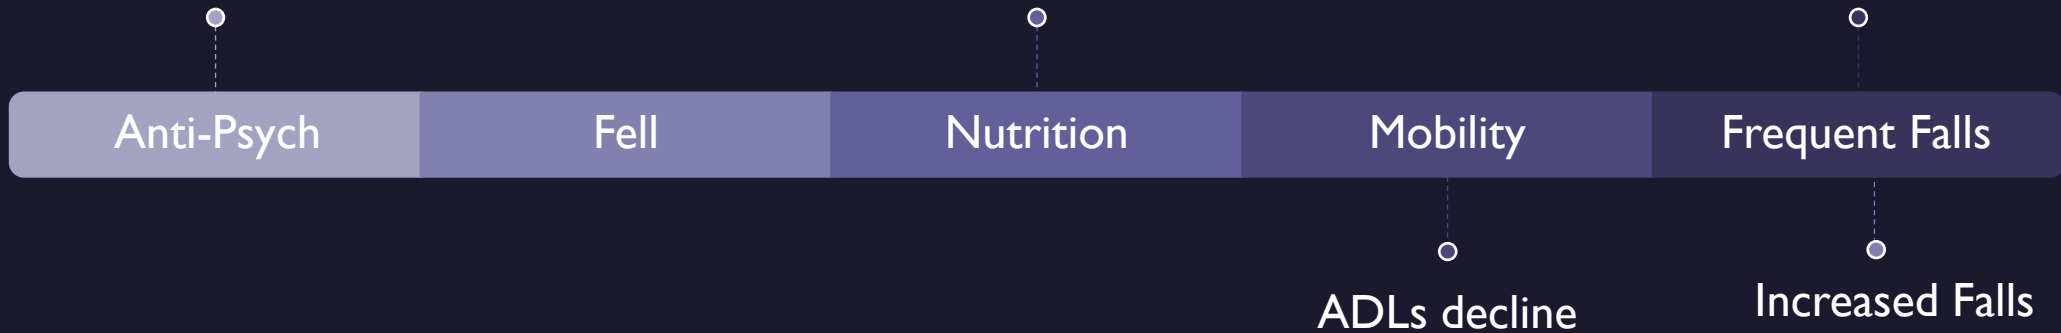 Anti-Psych
Fell
Nutrition
Mobility
Frequent Falls
ADLs decline
Increased Falls